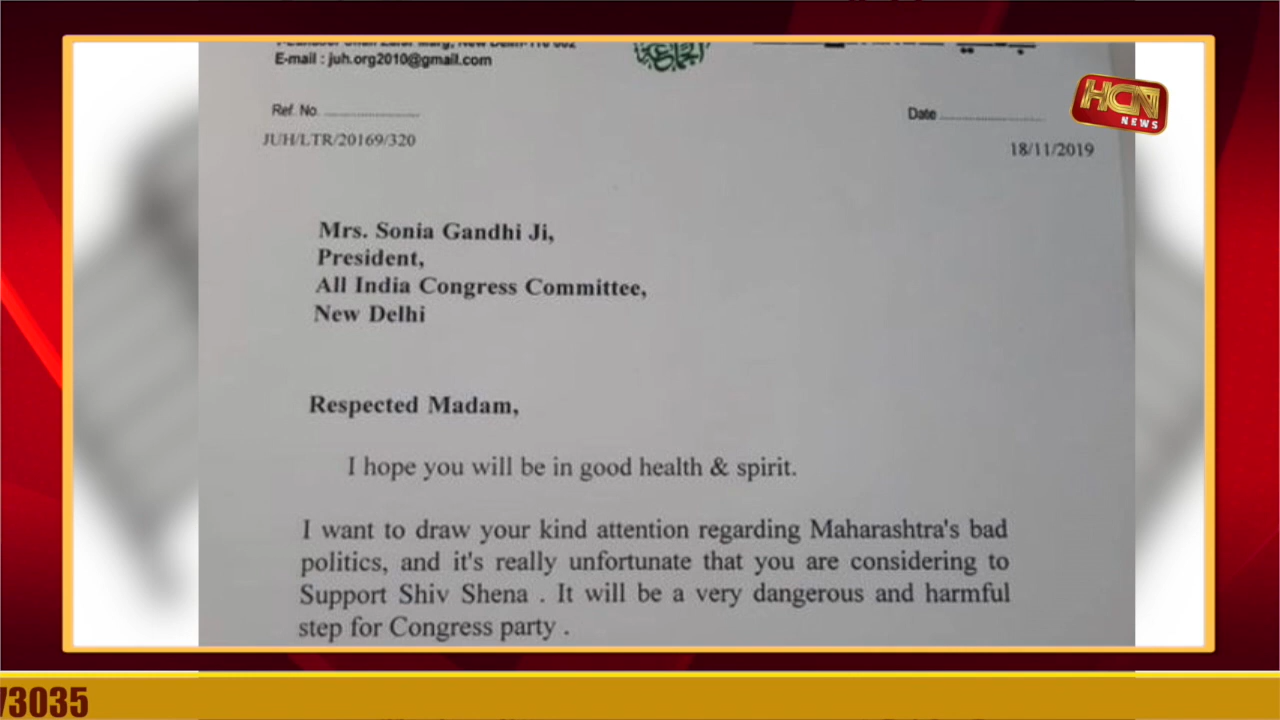 E-mail : juh.org2010@gmail.com
HCN
NEWS
Ref. No. ........................
Date ........................
JUH/LTR/20169/320
18/11/2019
Mrs. Sonia Gandhi Ji,
President,
All India Congress Committee,
New Delhi
Respected Madam,
I hope you will be in good health & spirit.
I want to draw your kind attention regarding Maharashtra's bad
politics, and it's really unfortunate that you are considering to
Support Shiv Shena . It will be a very dangerous and harmful
step for Congress party .
/3035